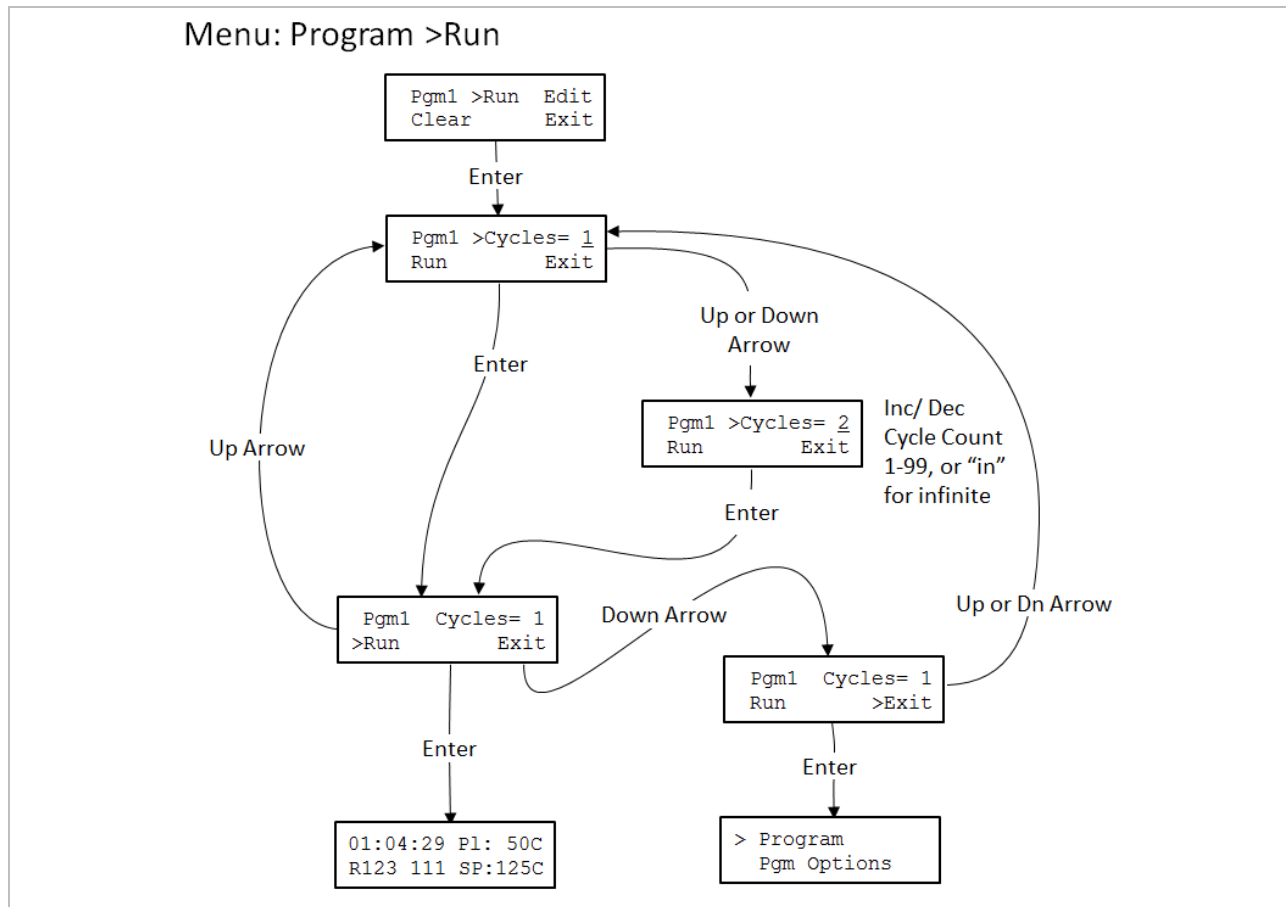 Menu: Program >Run
Pgm1 >Run Edit
Clear Exit
Enter
Pgm1 >Cycles= 1
Run Exit
Up or Down
Arrow
Enter
Pgm1 >Cycles= 2
Run Exit
Inc/ Dec
Cycle Count
1-99, or “in”
for infinite
Up Arrow
Enter
Pgm1 Cycles= 1
>Run Exit
Down Arrow
Up or Dn Arrow
Pgm1 Cycles= 1
Run >Exit
Enter
Enter
01:04:29 Pl: 50C
R123 111 SP:125C
> Program
Pgm Options